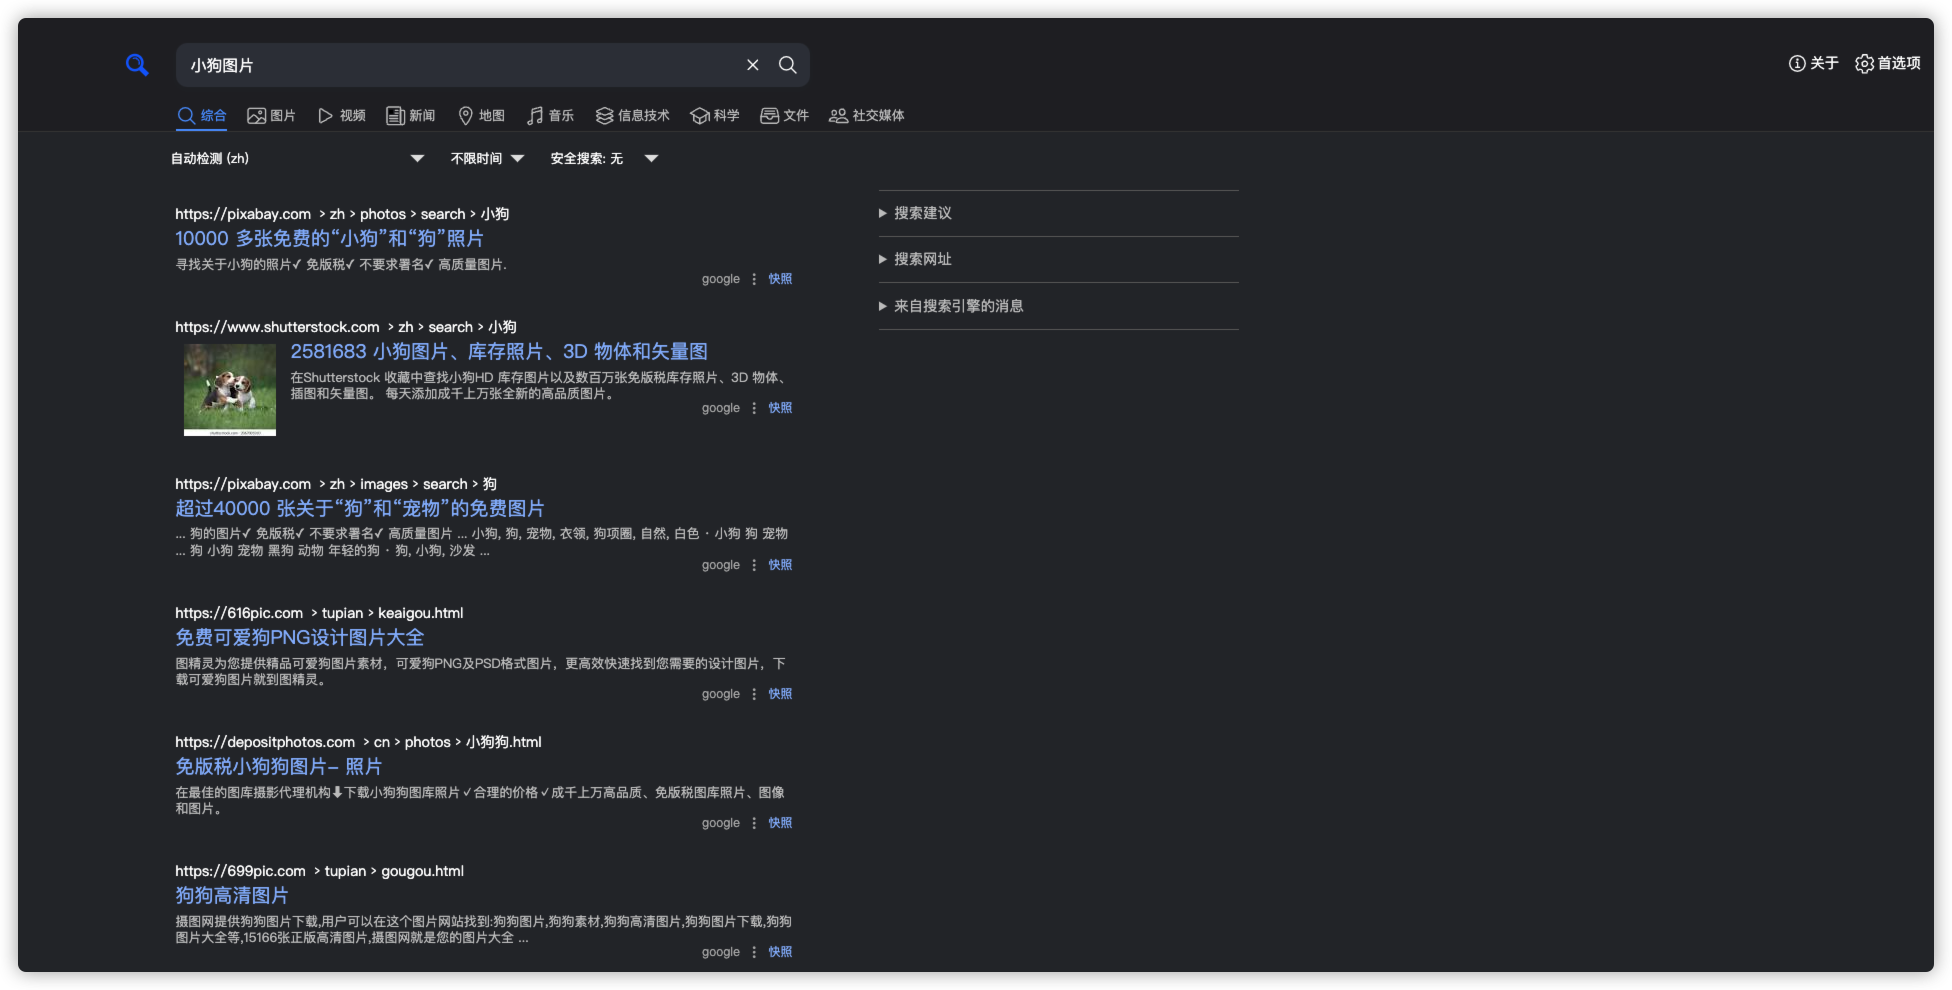 小狗图片
关于
首选项
综合
图片
视频
新闻
地图
音乐
信息技术
科学
文件
社交媒体
自动检测 (zh)
不限时间
安全搜索: 无
https://pixabay.com › zh › photos › search › 小狗
10000 多张免费的“小狗”和“狗”照片
寻找关于小狗的照片✓ 免版税✓ 不要求署名✓ 高质量图片.
google ⋮ 快照
https://www.shutterstock.com › zh › search › 小狗
2581683 小狗图片、库存照片、3D 物体和矢量图
在Shutterstock 收藏中查找小狗HD 库存图片以及数百万张免版税库存照片、3D 物体、
插图和矢量图。 每天添加成千上万张全新的高品质图片。
google ⋮ 快照
https://pixabay.com › zh › images › search › 狗
超过40000 张关于“狗”和“宠物”的免费图片
... 狗的图片✓ 免版税✓ 不要求署名✓ 高质量图片 ... 小狗, 狗, 宠物, 衣领, 狗项圈, 自然, 白色 · 小狗 狗 宠物
... 狗 小狗 宠物 黑狗 动物 年轻的狗 · 狗, 小狗, 沙发 ...
google ⋮ 快照
https://616pic.com › tupian › keaigou.html
免费可爱狗PNG设计图片大全
图精灵为您提供精品可爱狗图片素材，可爱狗PNG及PSD格式图片，更高效快速找到您需要的设计图片，下
载可爱狗图片就到图精灵。
google ⋮ 快照
https://depositphotos.com › cn › photos › 小狗狗.html
免版税小狗狗图片- 照片
在最佳的图库摄影代理机构⬇下载小狗狗图库照片 ✓合理的价格 ✓成千上万高品质、免版税图库照片、图像
和图片。
google ⋮ 快照
https://699pic.com › tupian › gougou.html
狗狗高清图片
摄图网提供狗狗图片下载,用户可以在这个图片网站找到:狗狗图片,狗狗素材,狗狗高清图片,狗狗图片下载,狗狗
图片大全等,15166张正版高清图片,摄图网就是您的图片大全 ...
google ⋮ 快照
搜索建议
搜索网址
来自搜索引擎的消息